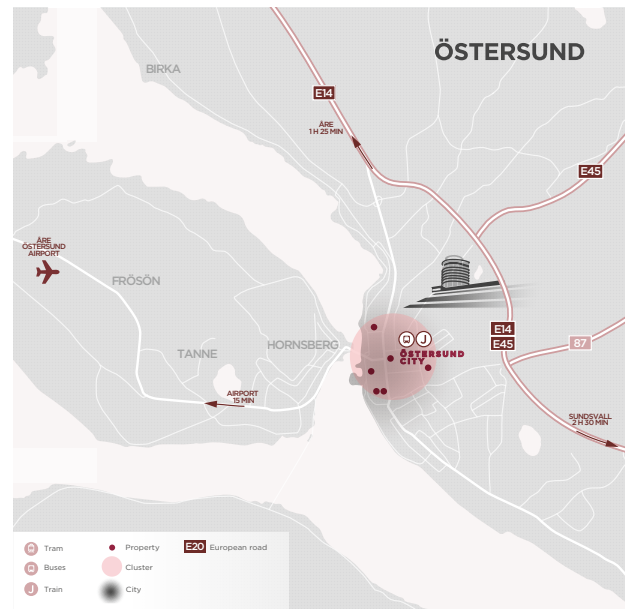 ÖSTERSUND
BIRKA
E14
ÅRE
1 H 25 MIN
E45
ÅRE
ÖSTERSUND
AIRPORT
FRÖSÖN
E14
E45
87
HORNSBERG
TANNE
ÖSTERSUND
CITY
J
AIRPORT
15 MIN
SUNDSVALL
2 H 30 MIN
Tram
Property
E20 European road
Buses
Cluster
J Train
City